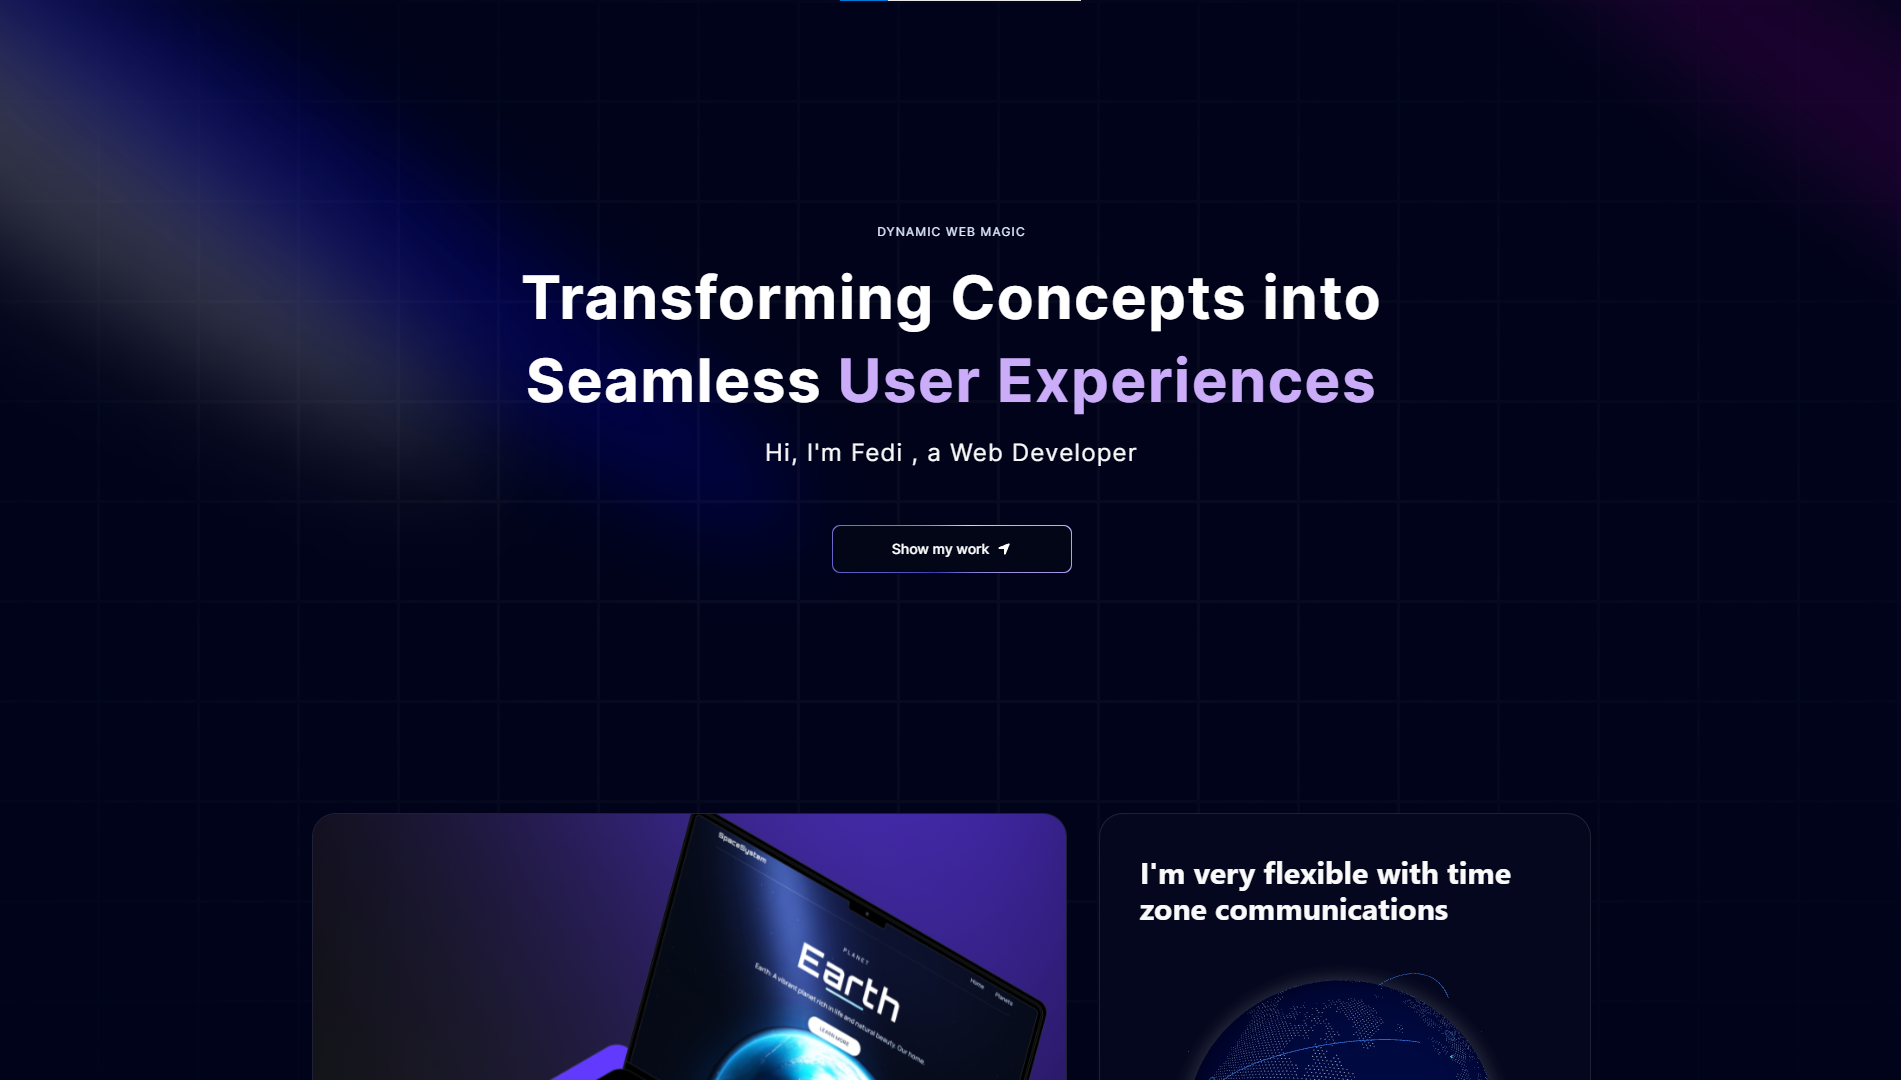 DYNAMIC WEB MAGIC
Transforming Concepts into
Seamless User Experiences
Hi, I'm Fedi , a Web Developer
Show my work
SpaceSystem
Home
Planets
PLANET
Earth
Earth: A vibrant planet rich in life and natural beauty. Our home.
LEARN MORE
I'm very flexible with time
zone communications